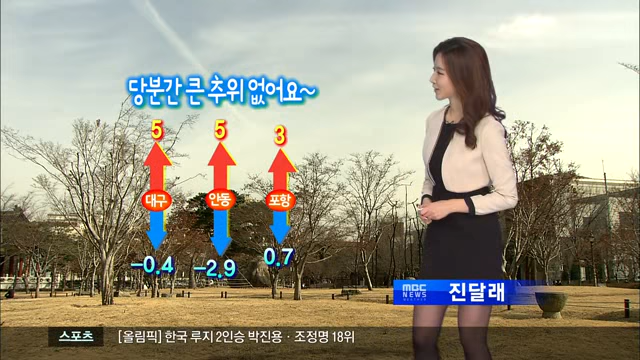 당분간 큰 추위 없어요~
5 5 3
대구 안동 포항
-0.4 -2.9 0.7
mbc NEWS 진달래
스포츠 [올림픽] 한국 루지 2인승 박진용·조정명 18위